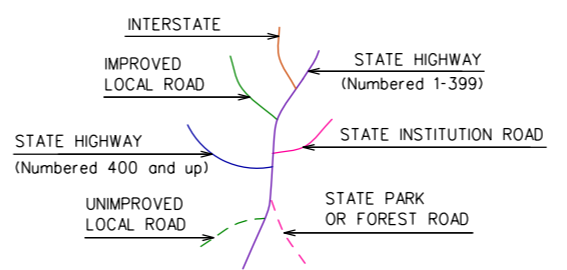 INTERSTATE
IMPROVED
LOCAL ROAD
STATE HIGHWAY
(Numbered 1-399)
STATE HIGHWAY
(Numbered 400 and up)
STATE INSTITUTION ROAD
UNIMPROVED
LOCAL ROAD
STATE PARK
OR FOREST ROAD